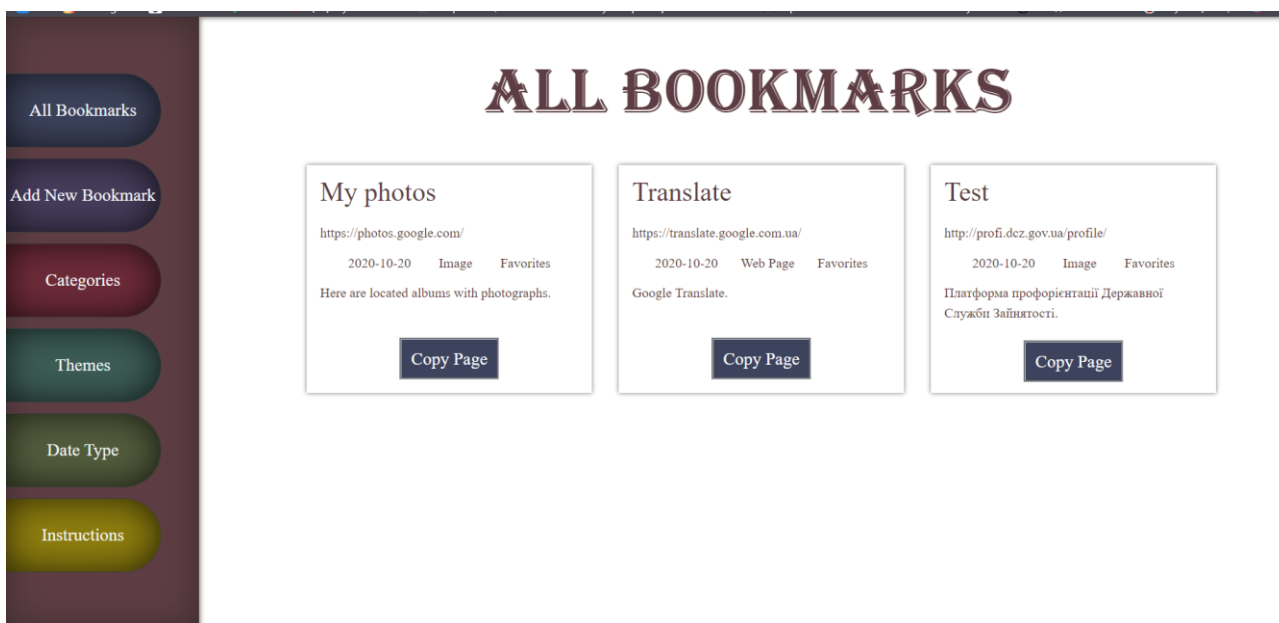 ALL BOOKMARKS
All Bookmarks
Add New Bookmark
Categories
Themes
Date Type
Instructions
My photos
https://photos.google.com/
2020-10-20 Image Favorites
Here are located albums with photographs.
Copy Page
Translate
https://translate.google.com.ua/
2020-10-20 Web Page Favorites
Google Translate.
Copy Page
Test
http://profi.dcz.gov.ua/profile/
2020-10-20 Image Favorites
Платформа профорієнтації Державної
Служби Зайнятості.
Copy Page